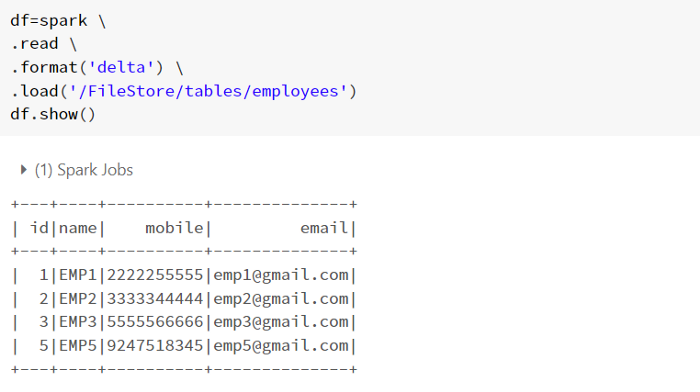 df=spark \
.read \
.format('delta') \
.load('/FileStore/tables/employees')
df.show()
(1) Spark Jobs
+---+----+----------+--------------+
| id|name|    mobile|         email|
+---+----+----------+--------------+
|  1|EMP1|2222255555|emp1@gmail.com|
|  2|EMP2|3333344444|emp2@gmail.com|
|  3|EMP3|5555566666|emp3@gmail.com|
|  5|EMP5|9247518345|emp5@gmail.com|
+---+----+----------+--------------+